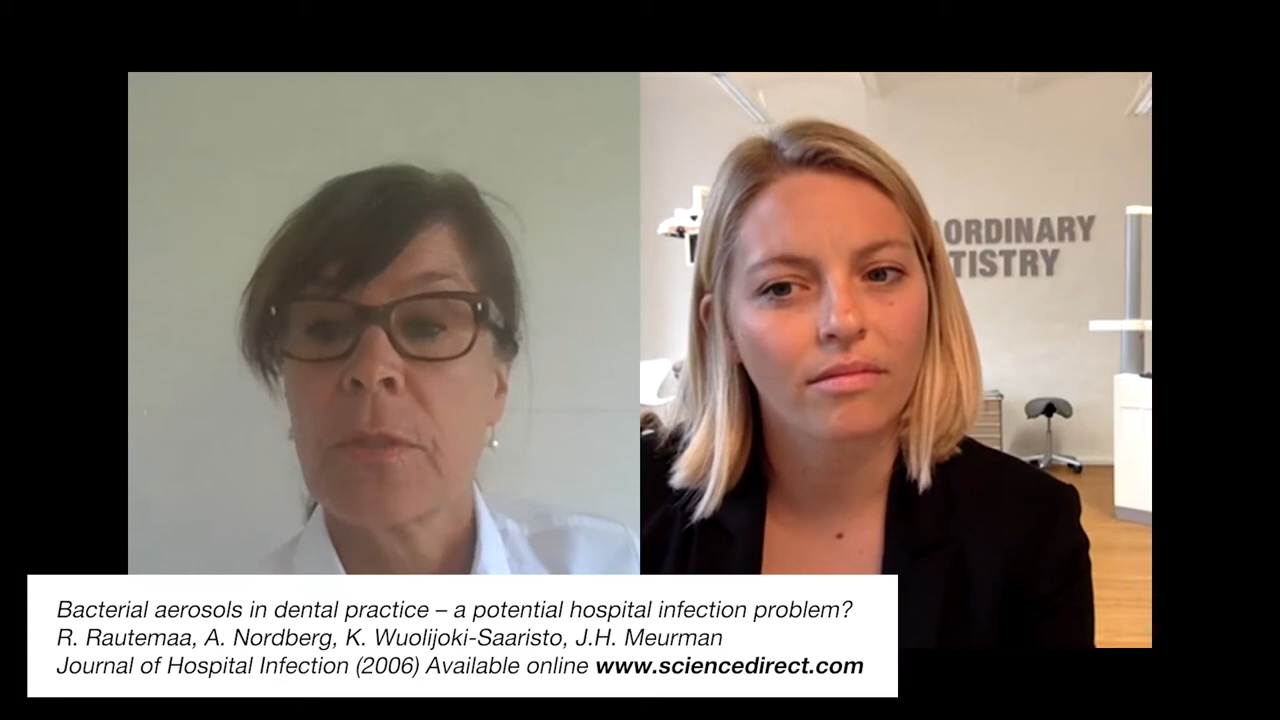 ORDINARY
TISTRY
Bacterial aerosols in dental practice – a potential hospital infection problem?
R. Rautemaa, A. Nordberg, K. Wuolijoki-Saaristo, J.H. Meurman
Journal of Hospital Infection (2006) Available online www.sciencedirect.com